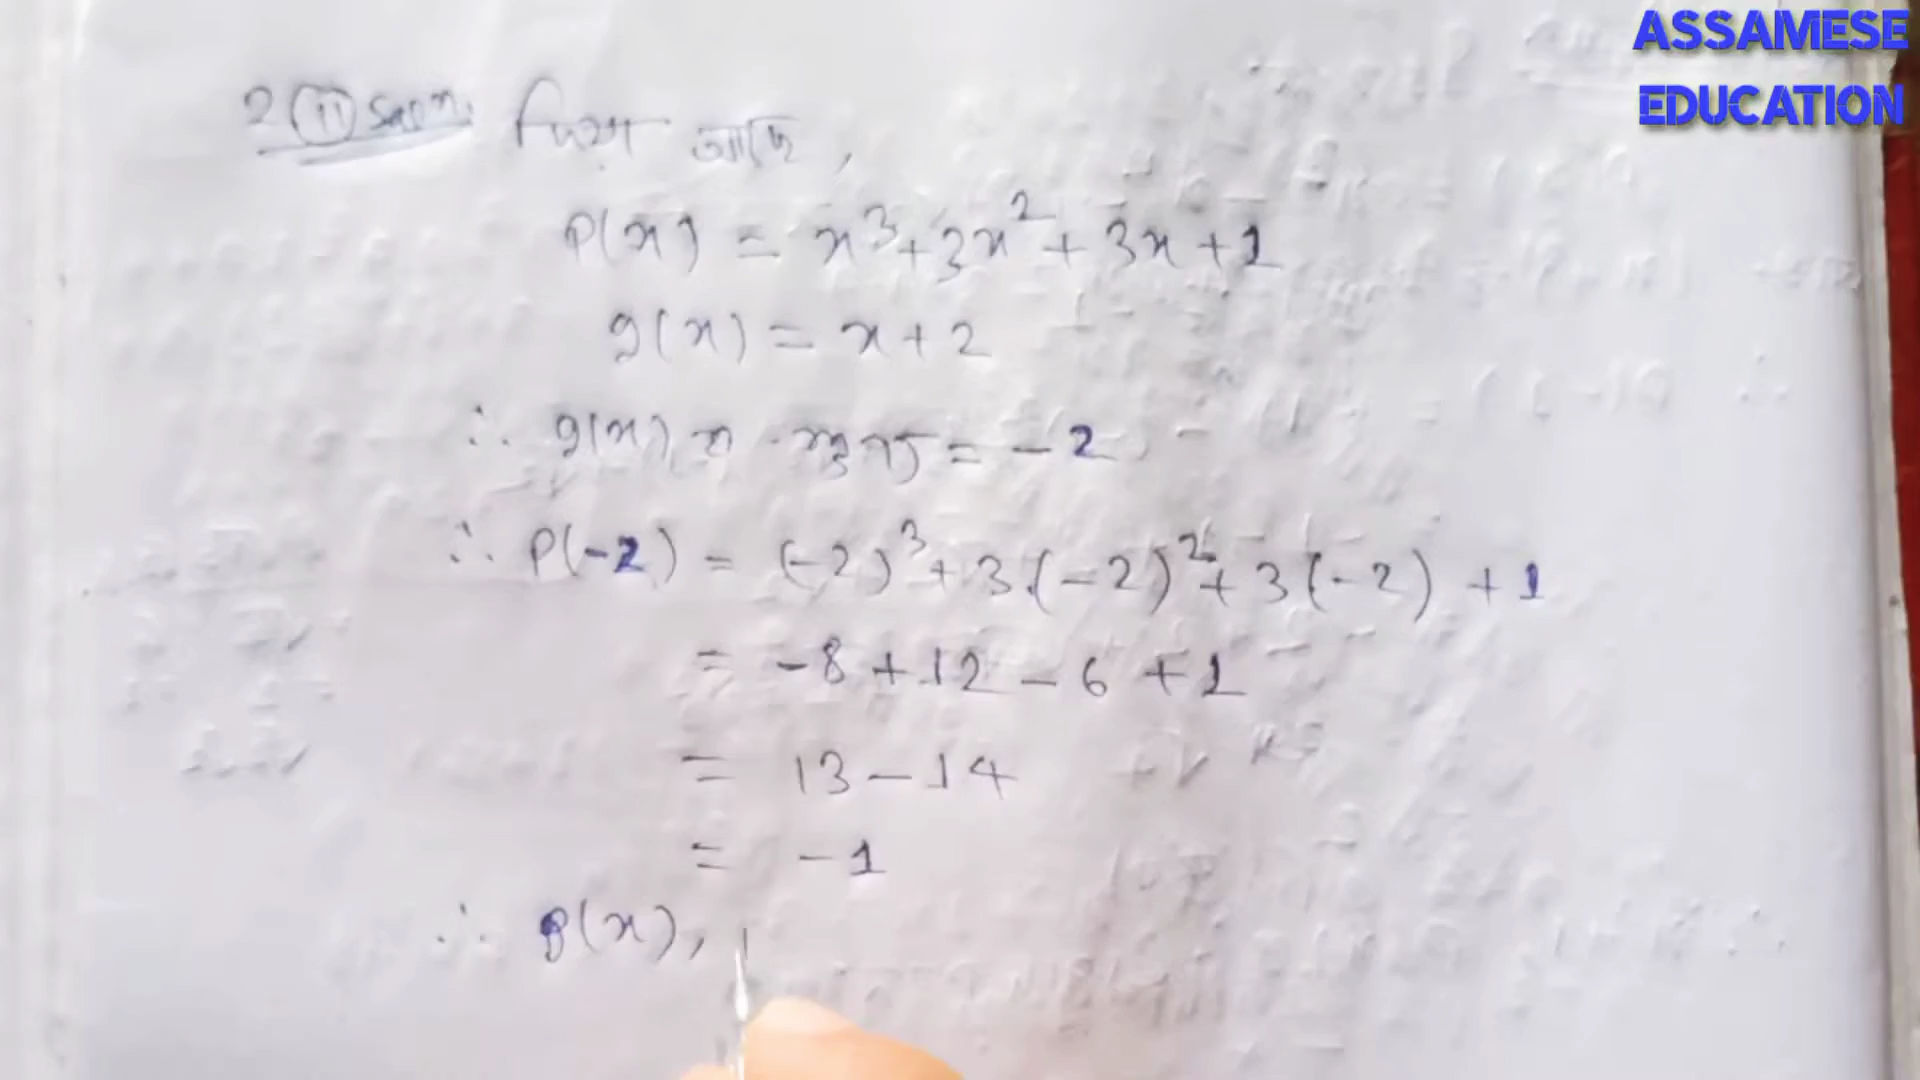 ASSAMESE
EDUCATION
2 (ii) Soln. দিয়া আছে,
P(x) = x³ + 3x² + 3x + 1
g(x) = x + 2
∴ g(x) ৰ শূন্য = - 2
∴ P(-2) = (-2)³ + 3.(-2)² + 3(-2) + 1
= -8 + 12 - 6 + 1
= 13 - 14
= - 1
∴ g(x),